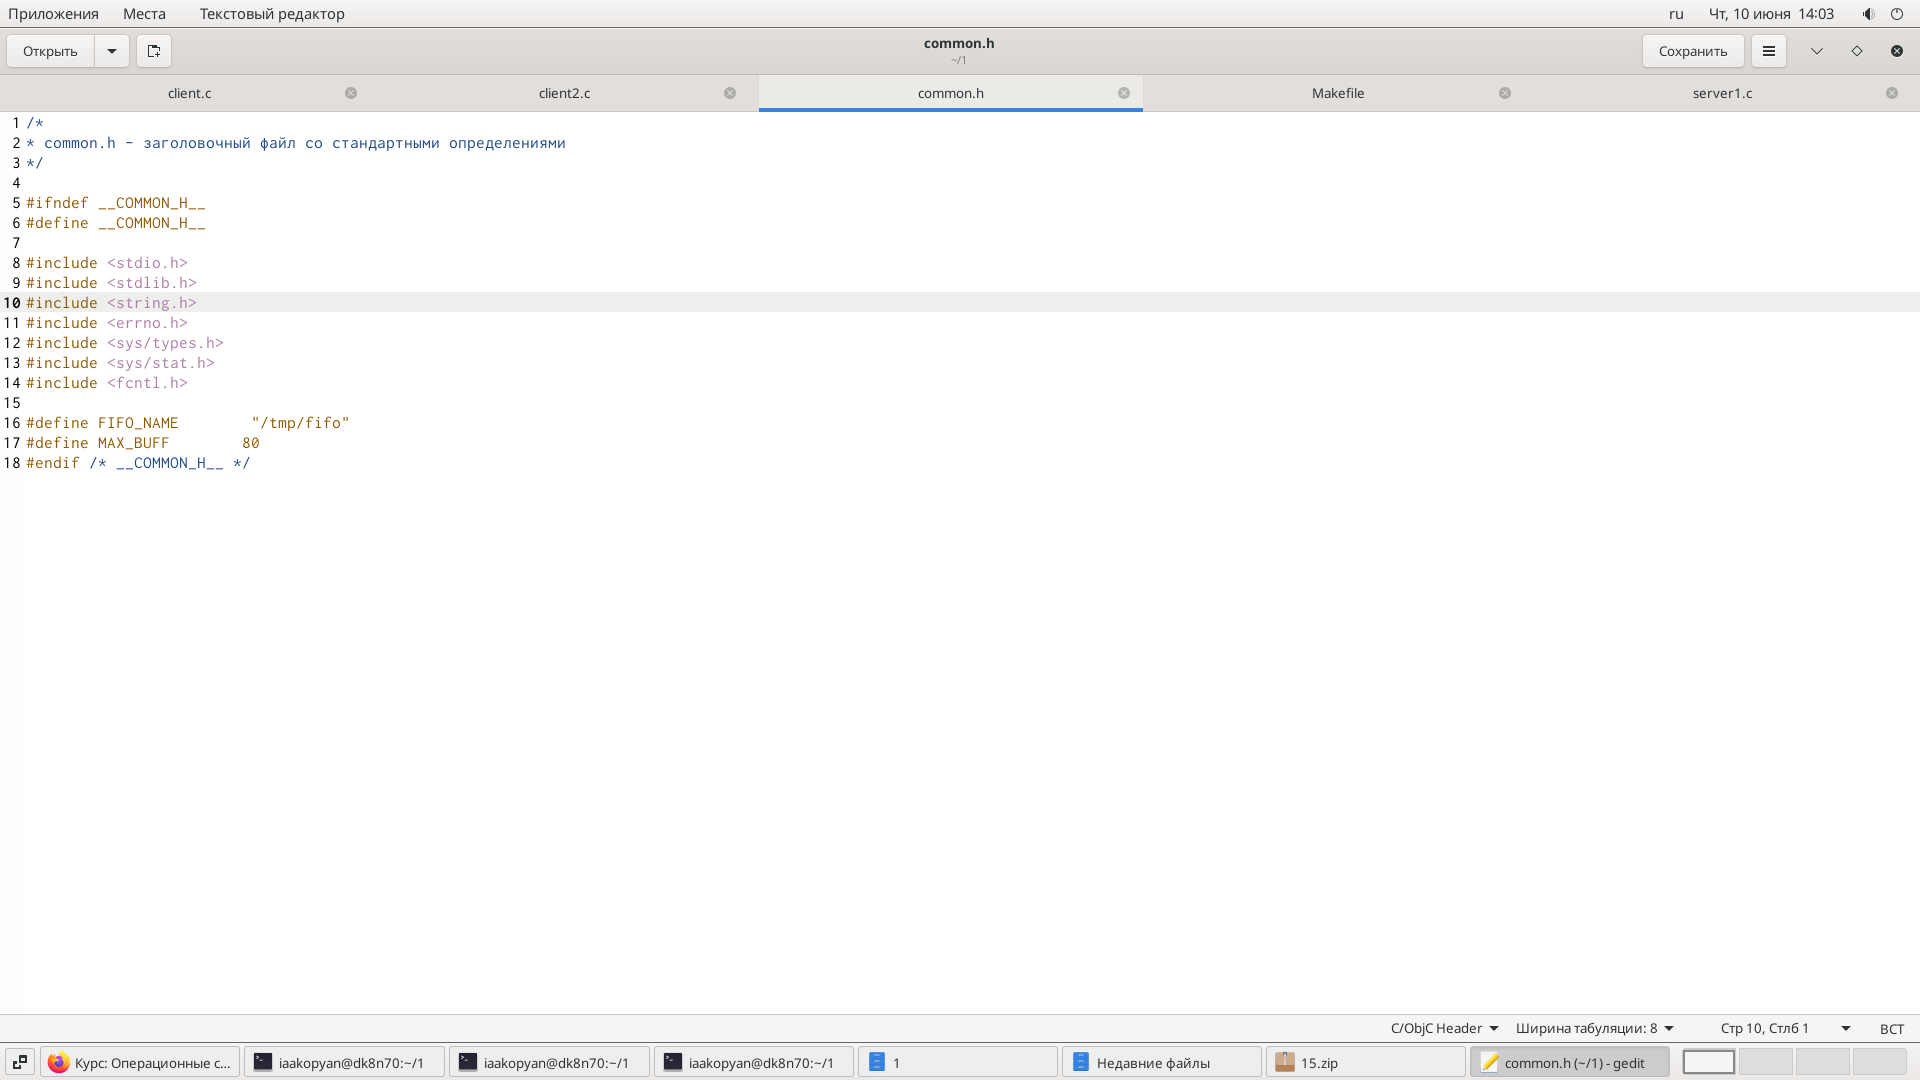 Приложения Места Текстовый редактор ru Чт, 10 июня 14:03
Открыть common.h Сохранить
~/1
client.c client2.c common.h Makefile server1.c
1 /*
2 * common.h - заголовочный файл со стандартными определениями
3 */
4
5 #ifndef __COMMON_H__
6 #define __COMMON_H__
7
8 #include <stdio.h>
9 #include <stdlib.h>
10 #include <string.h>
11 #include <errno.h>
12 #include <sys/types.h>
13 #include <sys/stat.h>
14 #include <fcntl.h>
15
16 #define FIFO_NAME        "/tmp/fifo"
17 #define MAX_BUFF        80
18 #endif /* __COMMON_H__ */
C/ObjC Header Ширина табуляции: 8 Стр 10, Стлб 1 ВСТ
Курс: Операционные с... iaakopyan@dk8n70:~/1 iaakopyan@dk8n70:~/1 iaakopyan@dk8n70:~/1 1 Недавние файлы 15.zip common.h (~/1) - gedit